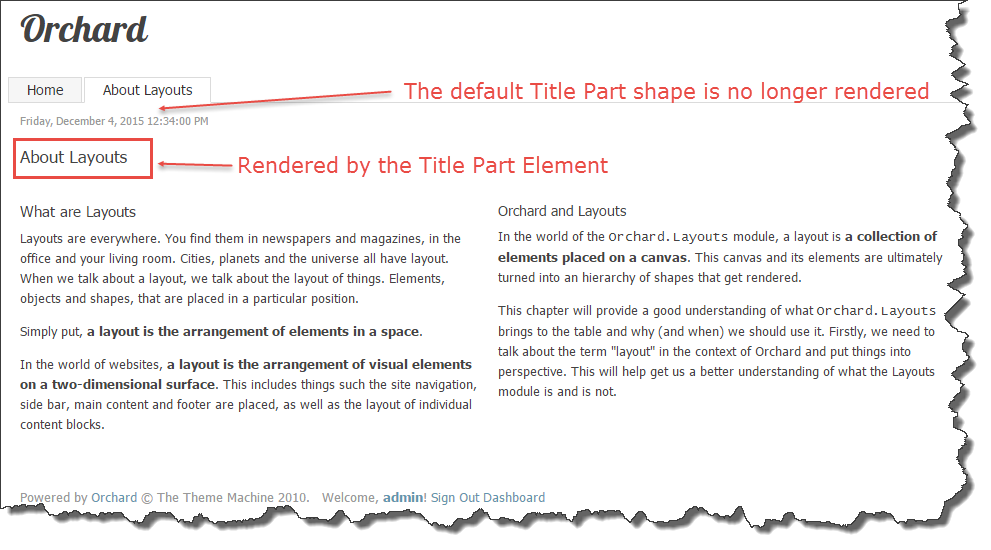 Orchard
Home About Layouts
The default Title Part shape is no longer rendered
Friday, December 4, 2015 12:34:00 PM
About Layouts
Rendered by the Title Part Element
What are Layouts
Layouts are everywhere. You find them in newspapers and magazines, in the
office and your living room. Cities, planets and the universe all have layout.
When we talk about a layout, we talk about the layout of things. Elements,
objects and shapes, that are placed in a particular position.
Simply put, a layout is the arrangement of elements in a space.
In the world of websites, a layout is the arrangement of visual elements
on a two-dimensional surface. This includes things such the site navigation,
side bar, main content and footer are placed, as well as the layout of individual
content blocks.
Orchard and Layouts
In the world of the Orchard.Layouts module, a layout is a collection of
elements placed on a canvas. This canvas and its elements are ultimately
turned into an hierarchy of shapes that get rendered.
This chapter will provide a good understanding of what Orchard.Layouts
brings to the table and why (and when) we should use it. Firstly, we need to
talk about the term "layout" in the context of Orchard and put things into
perspective. This will help get us a better understanding of what the Layouts
module is and is not.
Powered by Orchard © The Theme Machine 2010. Welcome, admin! Sign Out Dashboard